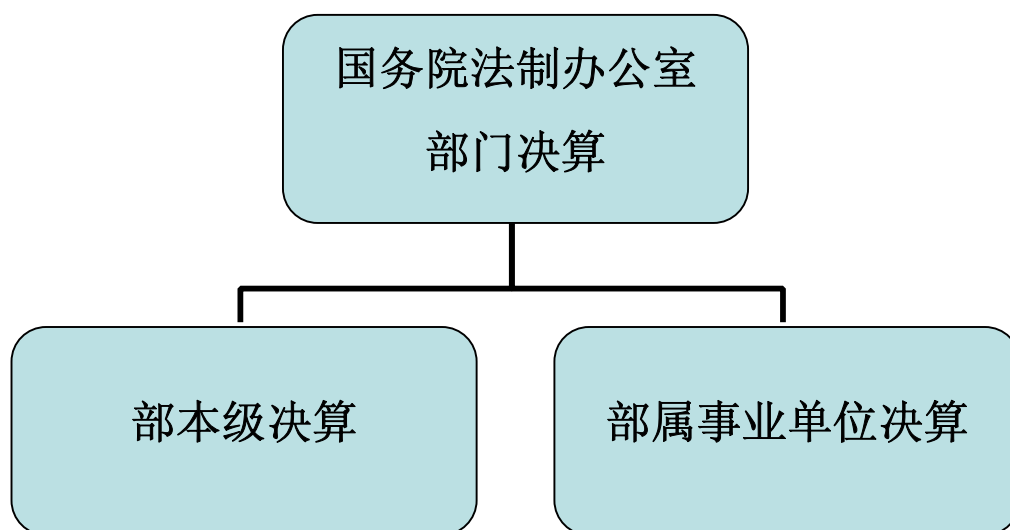 国务院法制办公室
部门决算
部本级决算
部属事业单位决算